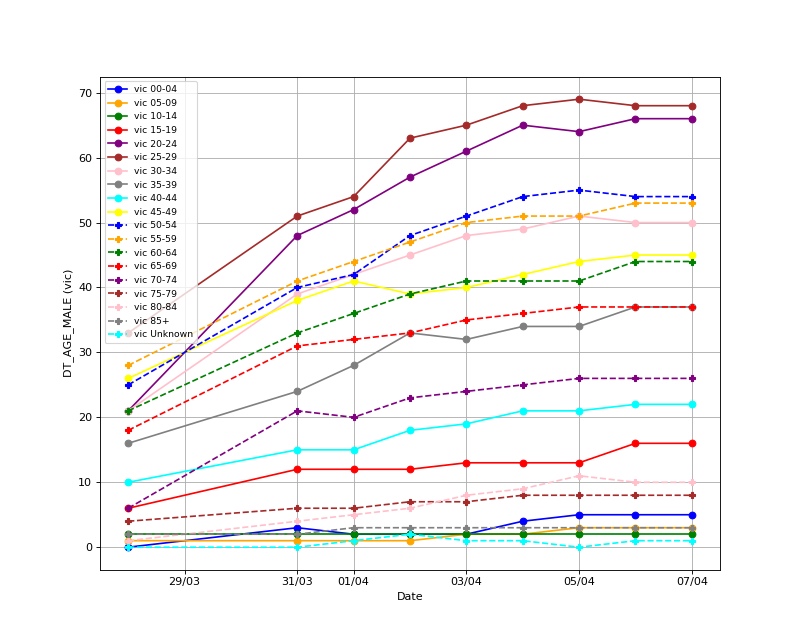 70
60
50
40
30
20
10
0
DT_AGE_MALE (vic)
vic 00-04
vic 05-09
vic 10-14
vic 15-19
vic 20-24
vic 25-29
vic 30-34
vic 35-39
vic 40-44
vic 45-49
vic 50-54
vic 55-59
vic 60-64
vic 65-69
vic 70-74
vic 75-79
vic 80-84
vic 85+
vic Unknown
29/03 31/03 01/04 03/04 05/04 07/04
Date